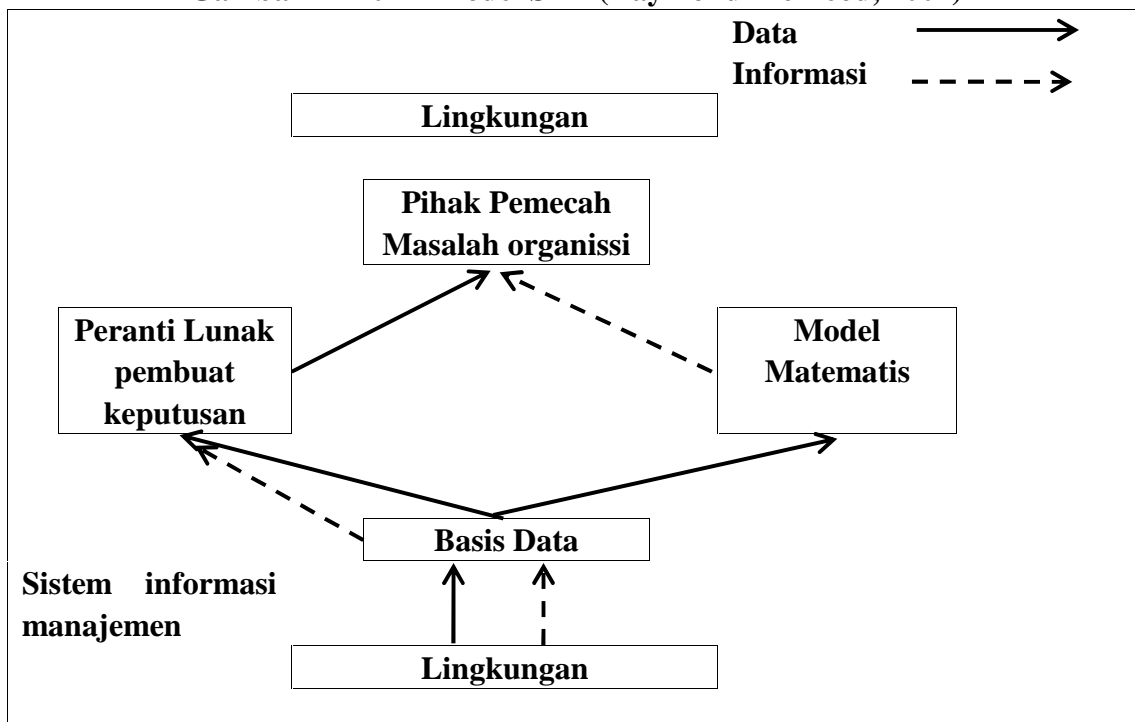 Data
Informasi
Lingkungan
Pihak Pemecah
Masalah organissi
Peranti Lunak
pembuat
keputusan
Model
Matematis
Basis Data
Sistem informasi
manajemen
Lingkungan